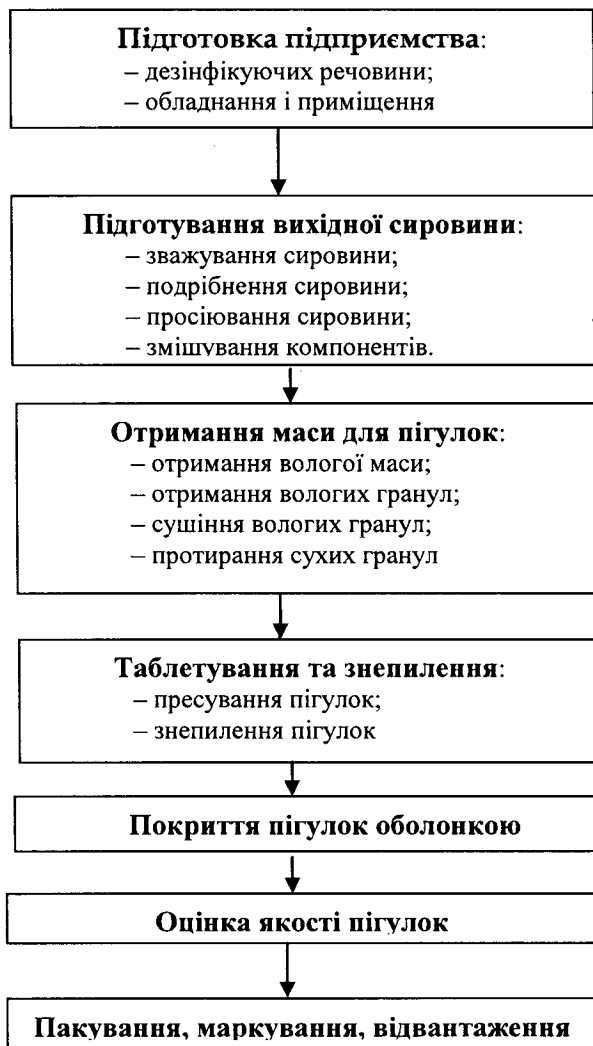 Підготовка підприємства:
– дезінфікуючих речовини;
– обладнання і приміщення
Підготування вихідної сировини:
– зважування сировини;
– подрібнення сировини;
– просіювання сировини;
– змішування компонентів.
Отримання маси для пігулок:
– отримання вологої маси;
– отримання вологих гранул;
– сушіння вологих гранул;
– протирання сухих гранул
Таблетування та знепилення:
– пресування пігулок;
– знепилення пігулок
Покриття пігулок оболонкою
Оцінка якості пігулок
Пакування, маркування, відвантаження